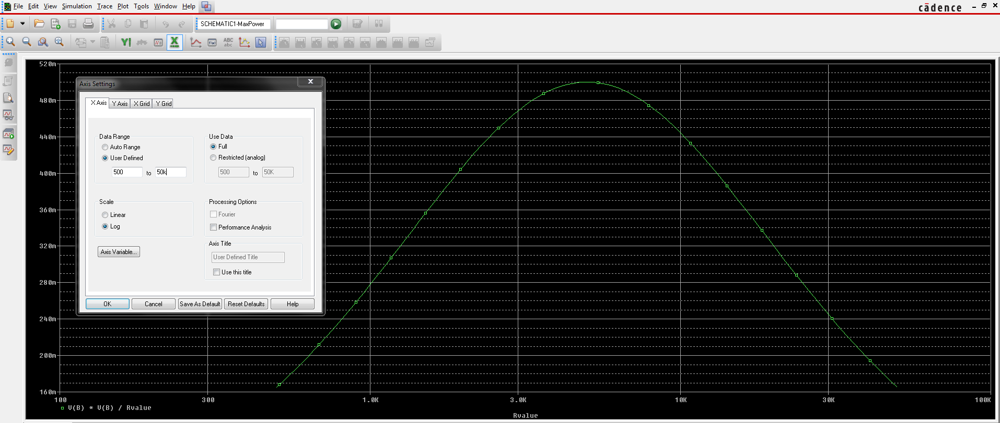 File Edit View Simulation Trace Plot Tools Window Help
cādence
SCHEMATIC1-MaxPower
ABC
abc
Axis Settings
X Axis Y Axis X Grid Y Grid
Data Range
Auto Range
User Defined
500 to 50k
Use Data
Full
Restricted (analog)
500 to 50K
Scale
Linear
Log
Processing Options
Fourier
Performance Analysis
Axis Variable...
Axis Title
User Defined Title
Use this title
OK Cancel Save As Default Reset Defaults Help
520m
480m
440m
400m
360m
320m
280m
240m
200m
160m
100 300 1.0K 3.0K 10K 30K 100K
V(B) * V(B) / Rvalue
Rvalue